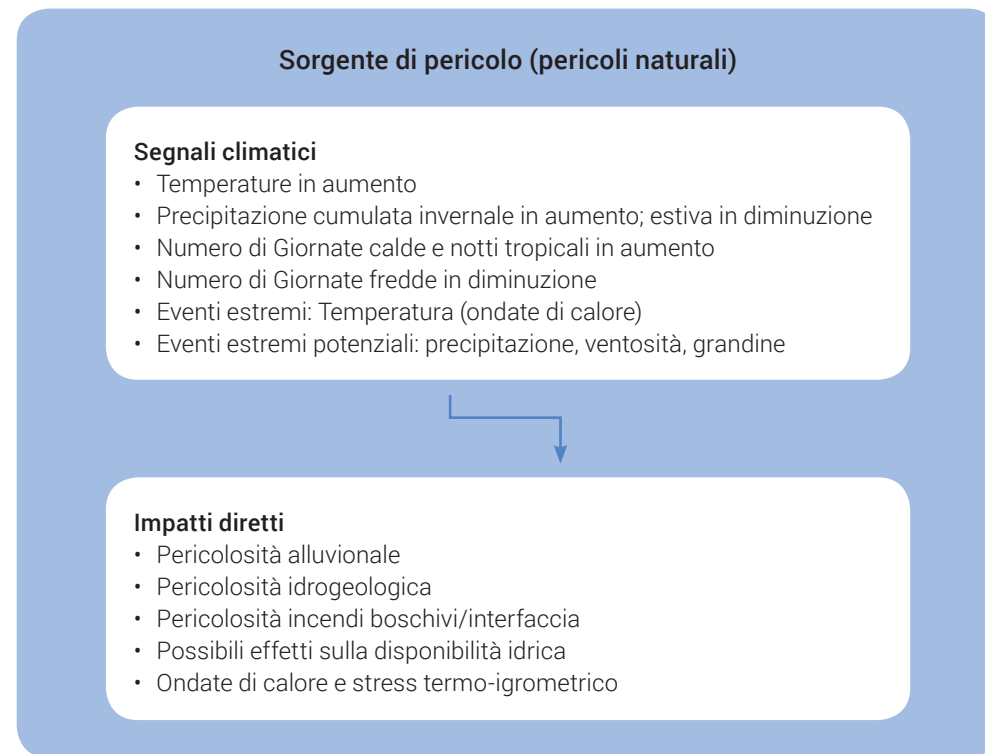 Sorgente di pericolo (pericoli naturali)
Segnali climatici
• Temperature in aumento
• Precipitazione cumulata invernale in aumento; estiva in diminuzione
• Numero di Giornate calde e notti tropicali in aumento
• Numero di Giornate fredde in diminuzione
• Eventi estremi: Temperatura (ondate di calore)
• Eventi estremi potenziali: precipitazione, ventosità, grandine
Impatti diretti
• Pericolosità alluvionale
• Pericolosità idrogeologica
• Pericolosità incendi boschivi/interfaccia
• Possibili effetti sulla disponibilità idrica
• Ondate di calore e stress termo-igrometrico